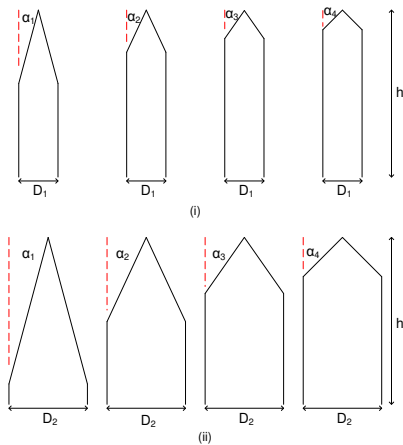 α1 α2 α3 α4
h
D1 D1 D1 D1
(i)
α1 α2 α3 α4
h
D2 D2 D2 D2
(ii)